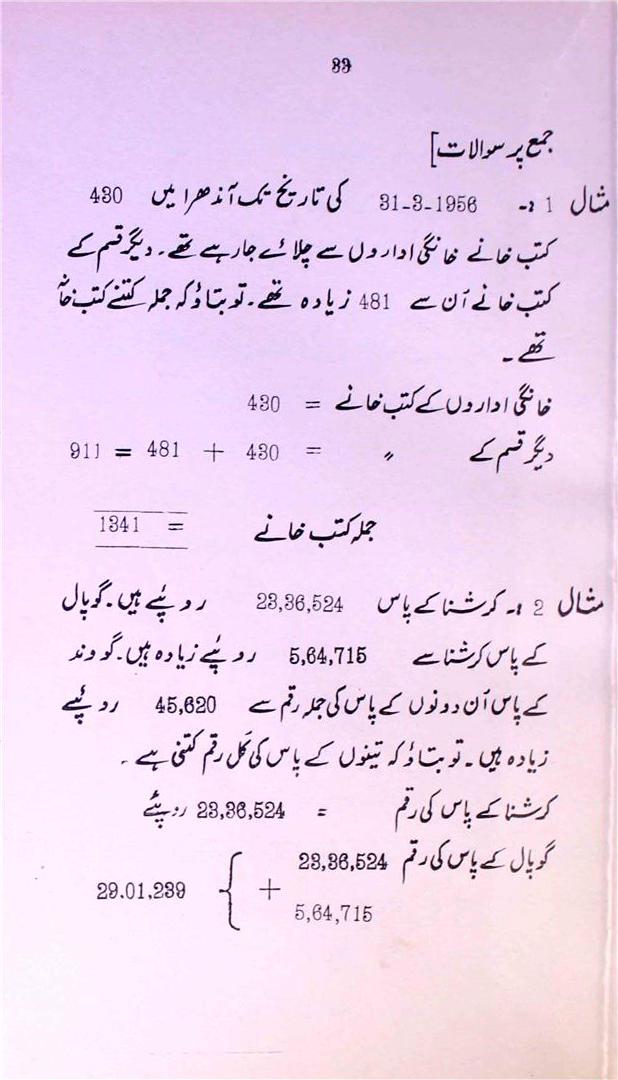 39
جمع پر سوالات]
مثال 1 :۔ 31-3-1956 کی تاریخ تک آندھرا میں 430
کتب خانے خانگی اداروں سے چلائے جارہے تھے۔ دیگر قسم کے
کتب خانے اُن سے 481 زیادہ تھے۔ تو بتاؤ کہ جملہ کتنے کتب خانے
تھے۔
خانگی اداروں کے کتب خانے = 430
دیگر قسم کے 〃 = 430 + 481 = 911
جملہ کتب خانے = 1341
مثال 2 :۔ کرشنا کے پاس 23,36,524 روپئے ہیں۔ گوپال
کے پاس کرشنا سے 5,64,715 روپئے زیادہ ہیں۔ گووند
کے پاس اُن دونوں کے پاس کی جملہ رقم سے 45,620 روپئے
زیادہ ہیں۔ تو بتاؤ کہ تینوں کے پاس کی کُل رقم کتنی ہے۔
کرشنا کے پاس کی رقم = 23,36,524 روپئے
گوپال کے پاس کی رقم 23,36,524
+ { 29.01,239
5,64,715